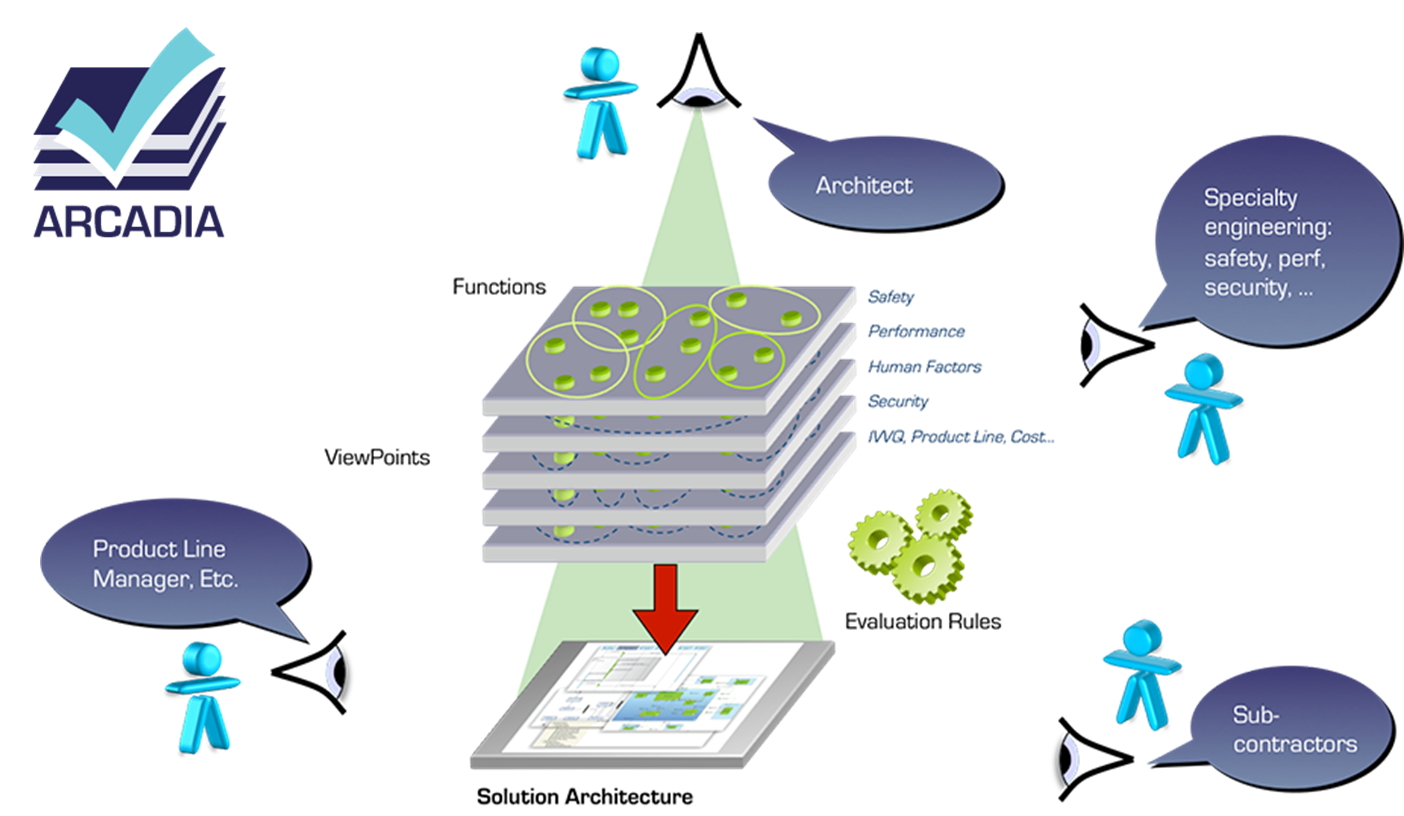 ARCADIA
Architect
Specialty
engineering:
safety, perf,
security, ...
Functions
Safety
Performance
Human Factors
Security
IVVQ, Product Line, Cost...
ViewPoints
Product Line
Manager, Etc.
Evaluation Rules
Sub-
contractors
Solution Architecture